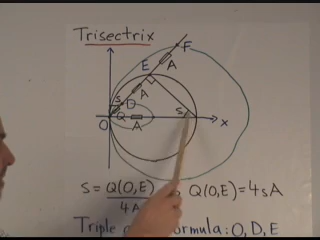 Trisectrix
F
E
A
A
s
D
Q
s
O
A
x
s = Q(O,E)/4A Q(O,E)=4sA
Triple formula: O, D, E